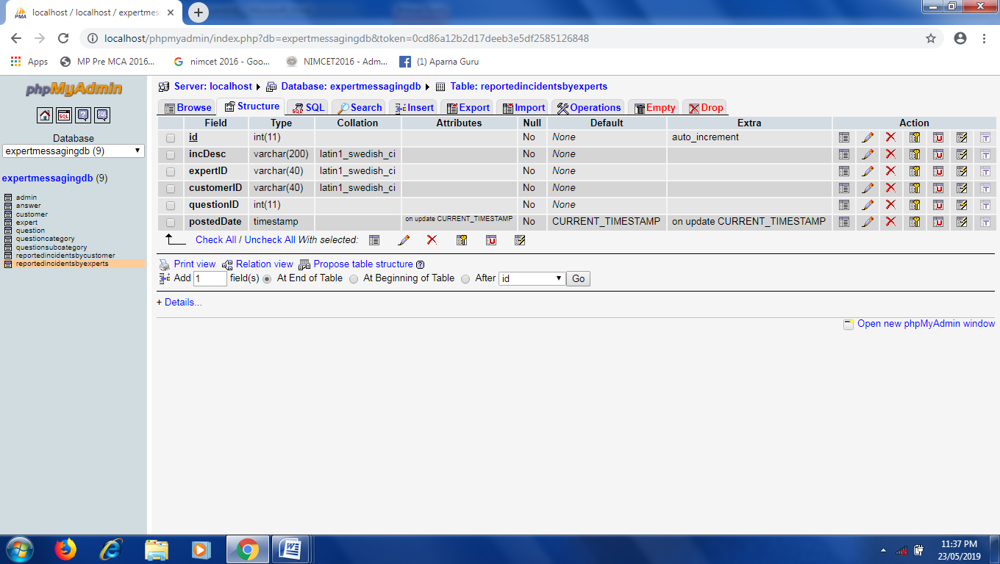 localhost / localhost / expertmess
localhost/phpmyadmin/index.php?db=expertmessagingdb&token=0cd86a12b2d17deeb3e5df2585126848
Apps MP Pre MCA 2016... nimcet 2016 - Goo... NIMCET2016 - Adm... (1) Aparna Guru
phpMyAdmin
Database
expertmessagingdb (9)
expertmessagingdb (9)
admin
answer
customer
expert
question
questioncategory
questionsubcategory
reportedincidentsbycustomer
reportedincidentsbyexperts
Server: localhost Database: expertmessagingdb Table: reportedincidentsbyexperts
Browse Structure SQL Search Insert Export Import Operations Empty Drop
Field Type Collation Attributes Null Default Extra Action
id int(11) No None auto_increment
incDesc varchar(200) latin1_swedish_ci No None
expertID varchar(40) latin1_swedish_ci No None
customerID varchar(40) latin1_swedish_ci No None
questionID int(11) No None
postedDate timestamp on update CURRENT_TIMESTAMP No CURRENT_TIMESTAMP on update CURRENT_TIMESTAMP
Check All / Uncheck All With selected:
Print view Relation view Propose table structure
Add 1 field(s) At End of Table At Beginning of Table After id Go
+ Details...
Open new phpMyAdmin window
11:37 PM
23/05/2019